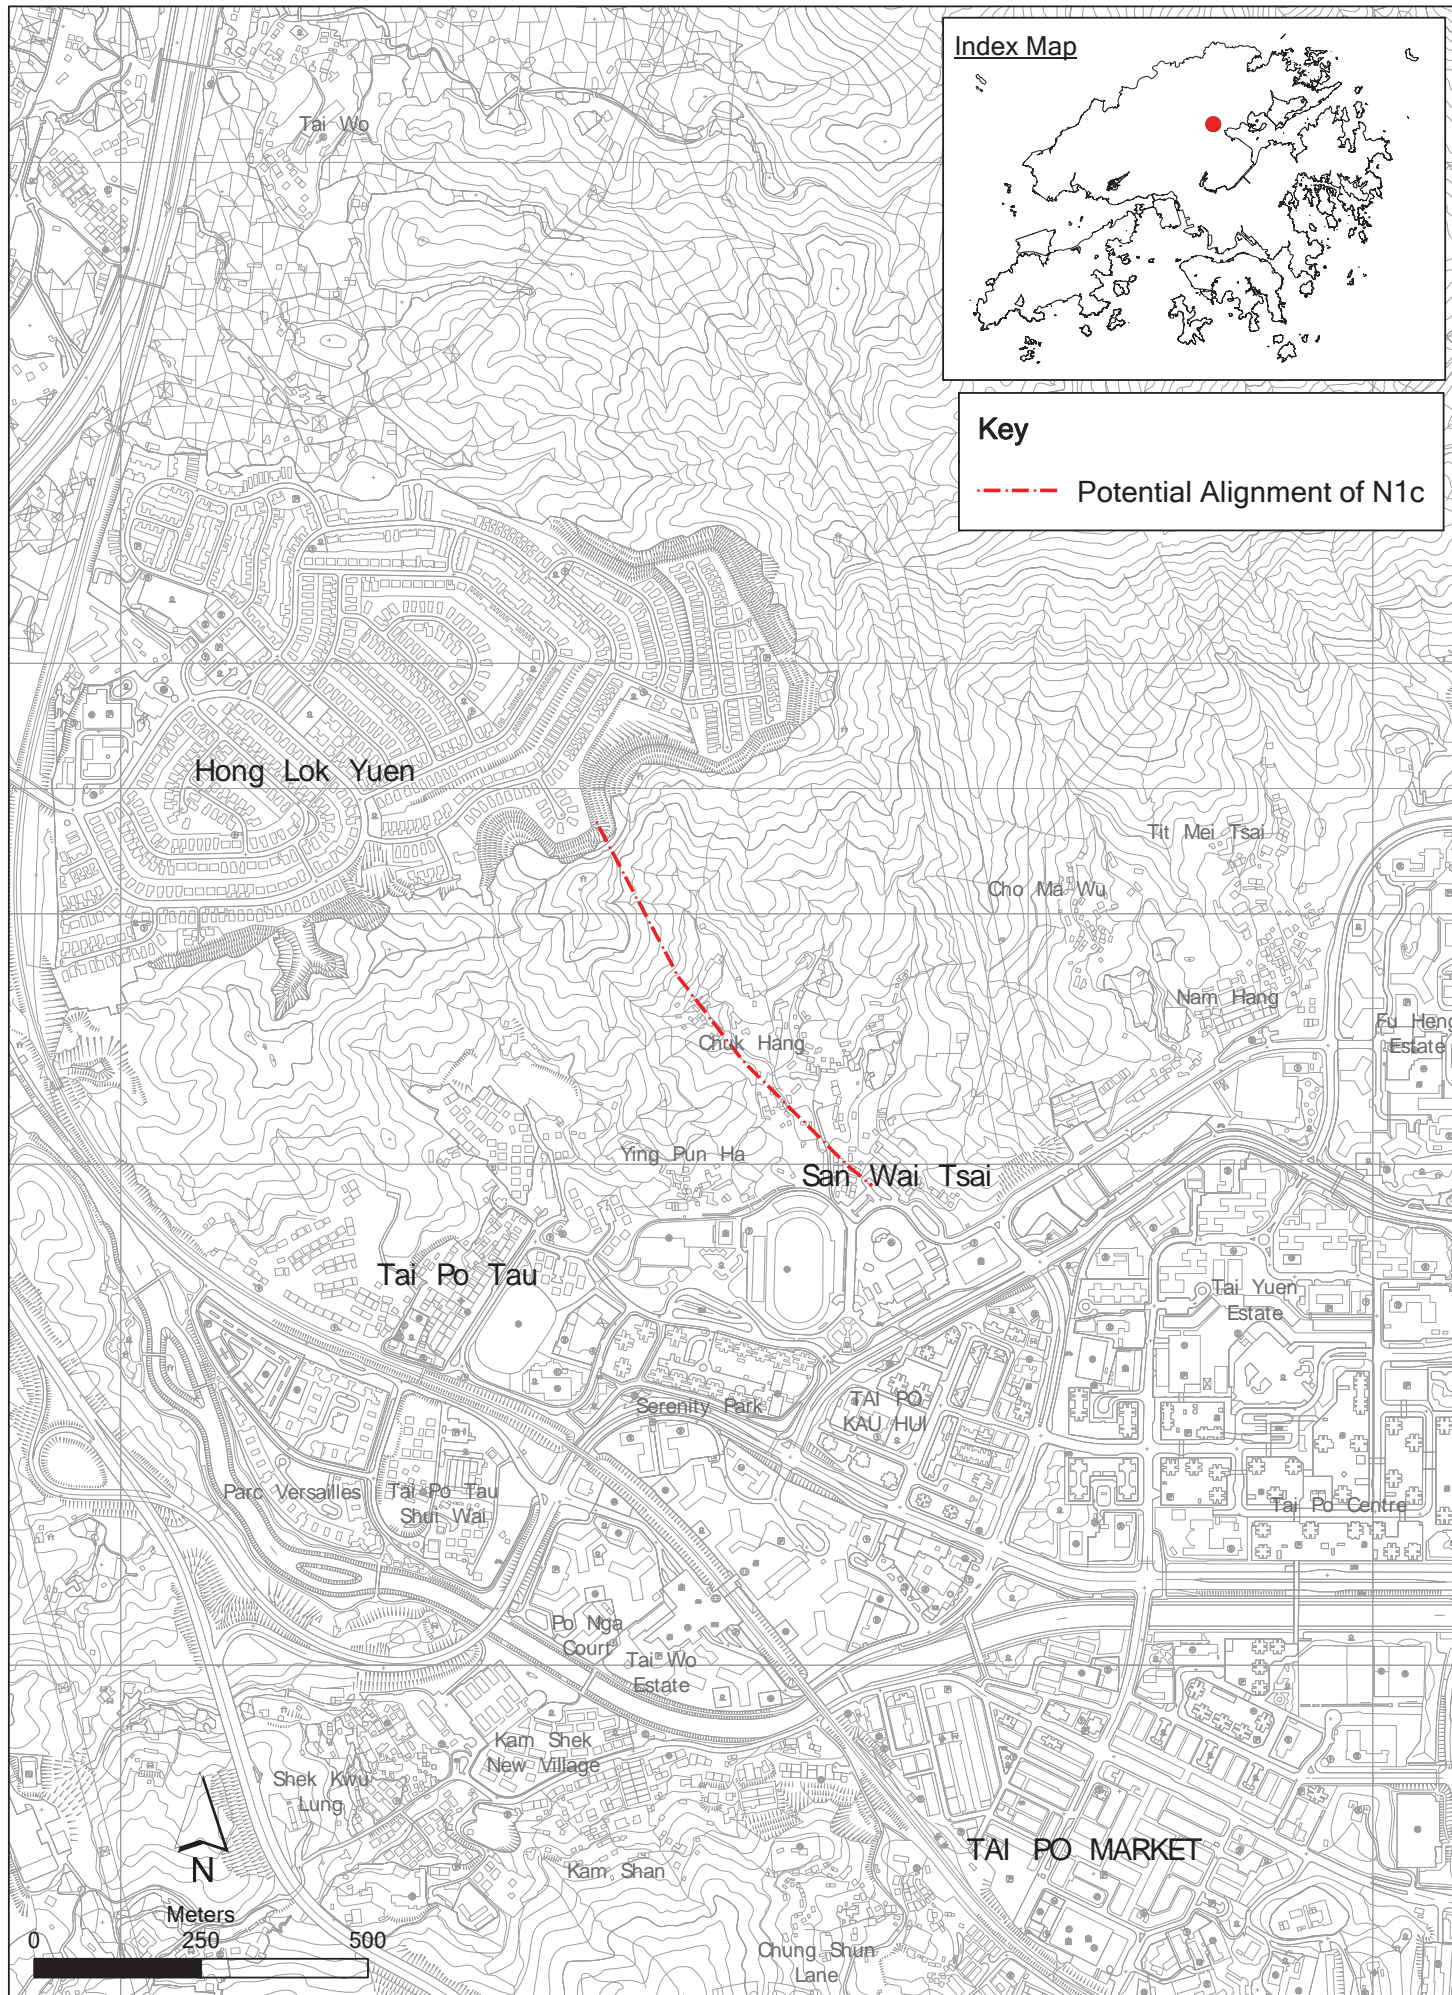 Index Map
Key
Potential Alignment of N1c
Tai Wo
Hong Lok Yuen
Tit Mei Tsai
Cho Ma Wu
Nam Hang
Fu Heng
Estate
Chuk Hang
Ying Pun Ha
San Wai Tsai
Tai Po Tau
Tai Yuen
Estate
Serenity Park
TAI PO
KAU HUI
Parc Versailles
Tai Po Tau
Shui Wai
Tai Po Centre
Po Nga
Court
Tai Wo
Estate
Kam Shek
New Village
Shek Kwu
Lung
TAI PO MARKET
Kam Shan
N
Meters
0 250 500
Chung Shun
Lane